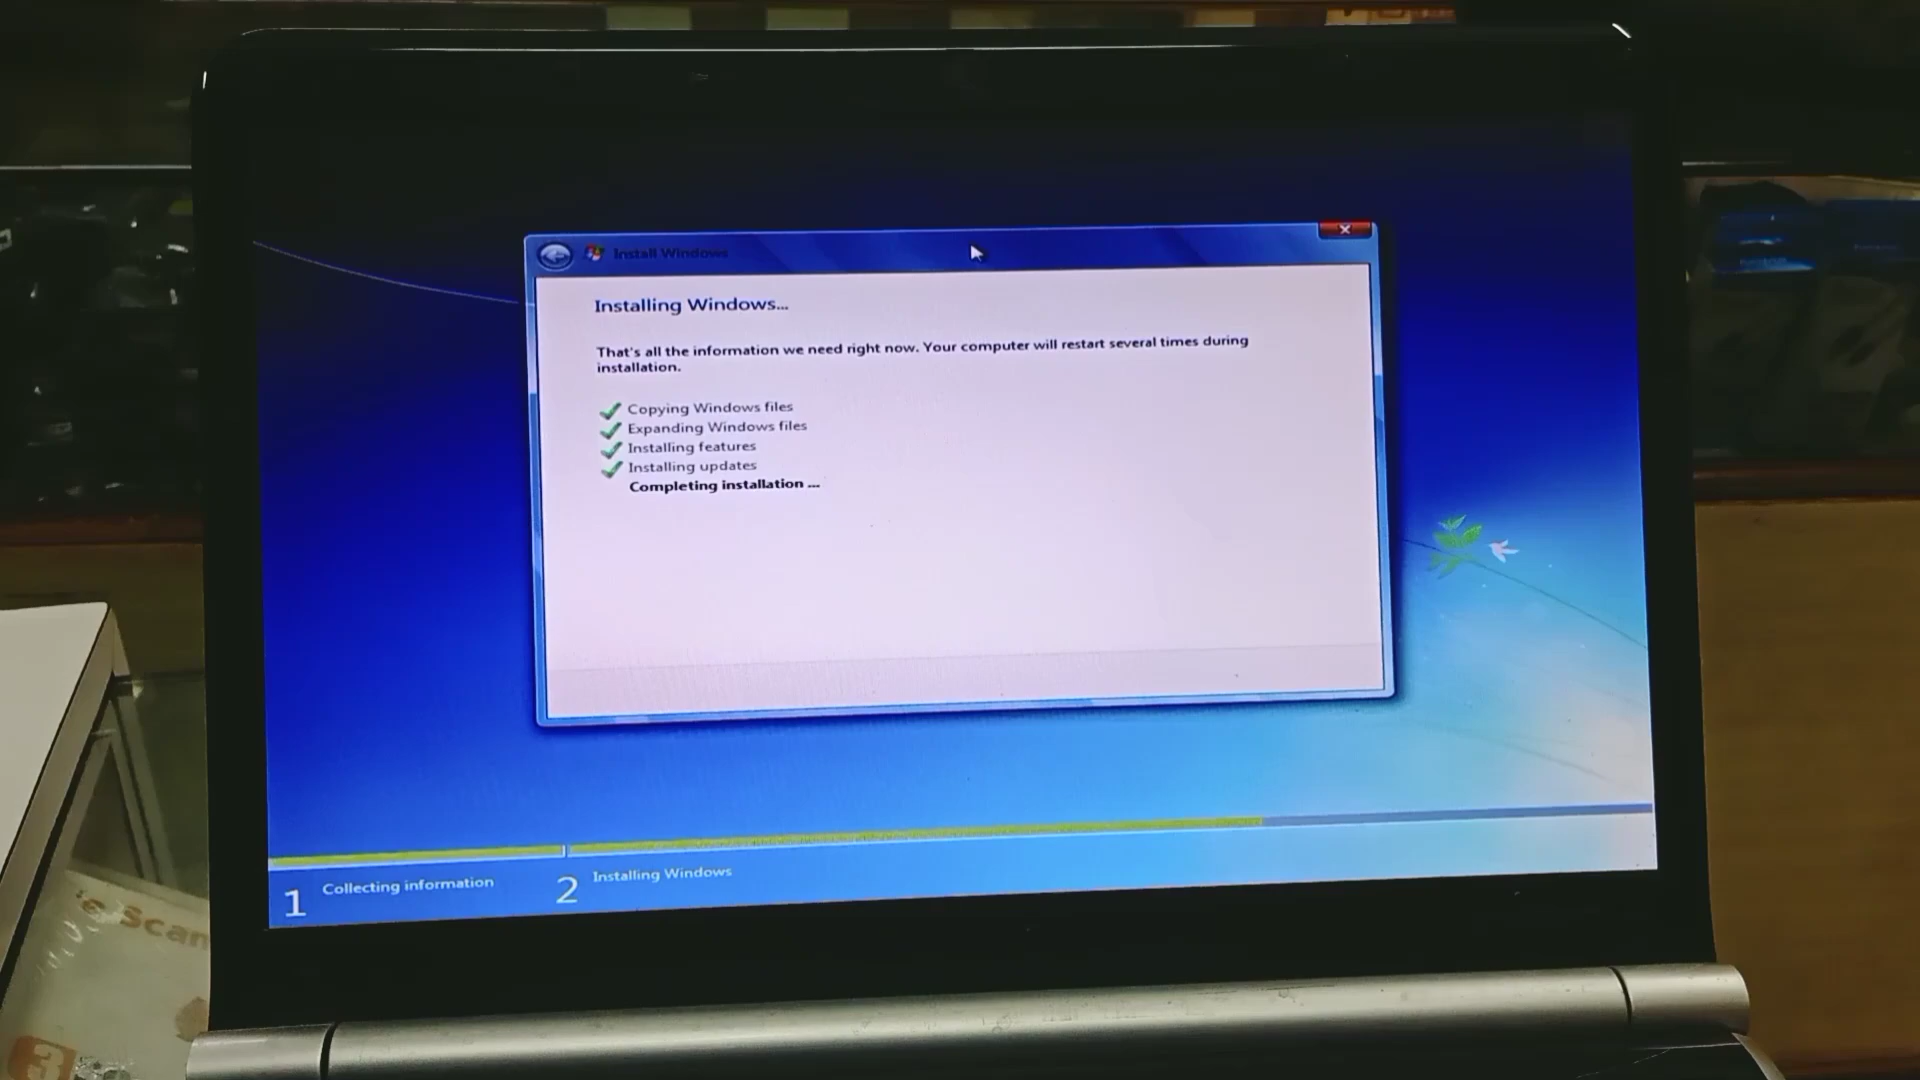 Install Windows
Installing Windows...
That's all the information we need right now. Your computer will restart several times during
installation.
Copying Windows files
Expanding Windows files
Installing features
Installing updates
Completing installation ...
1 Collecting information
2 Installing Windows
Scan
3